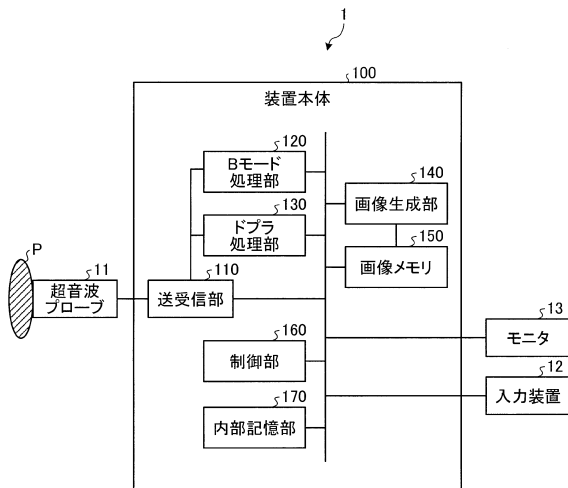 1
100
装置本体
120
Bモード
処理部
130
ドプラ
処理部
140
画像生成部
150
画像メモリ
P
11
超音波
プローブ
110
送受信部
160
制御部
170
内部記憶部
13
モニタ
12
入力装置